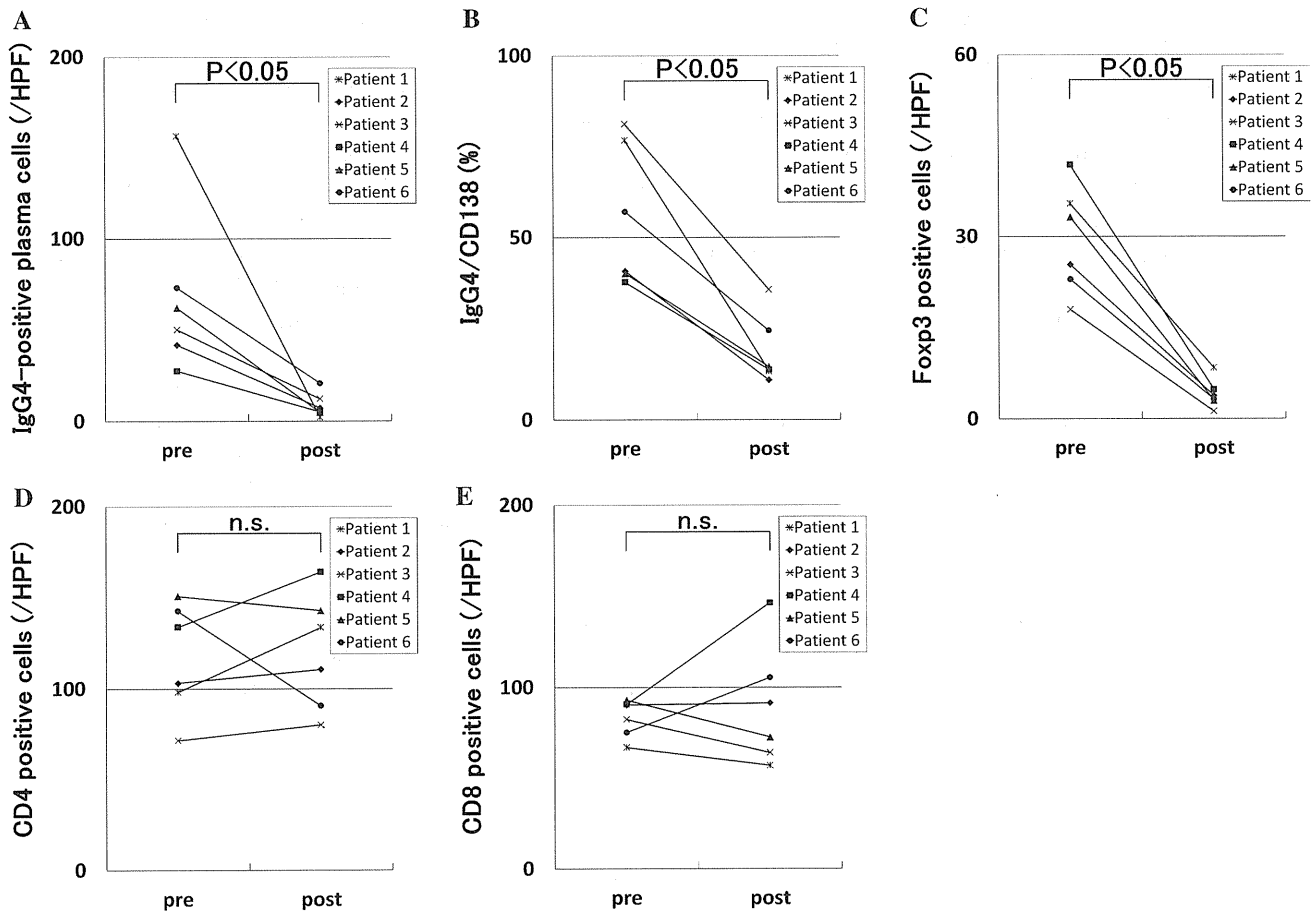 A
IgG4-positive plasma cells (/HPF)
200
100
0
P<0.05
Patient 1
Patient 2
Patient 3
Patient 4
Patient 5
Patient 6
pre post
B
IgG4/CD138 (%)
100
50
0
P<0.05
Patient 1
Patient 2
Patient 3
Patient 4
Patient 5
Patient 6
pre post
C
Foxp3 positive cells (/HPF)
60
30
0
P<0.05
Patient 1
Patient 2
Patient 3
Patient 4
Patient 5
Patient 6
pre post
D
CD4 positive cells (/HPF)
200
100
0
n.s.
Patient 1
Patient 2
Patient 3
Patient 4
Patient 5
Patient 6
pre post
E
CD8 positive cells (/HPF)
200
100
0
n.s.
Patient 1
Patient 2
Patient 3
Patient 4
Patient 5
Patient 6
pre post